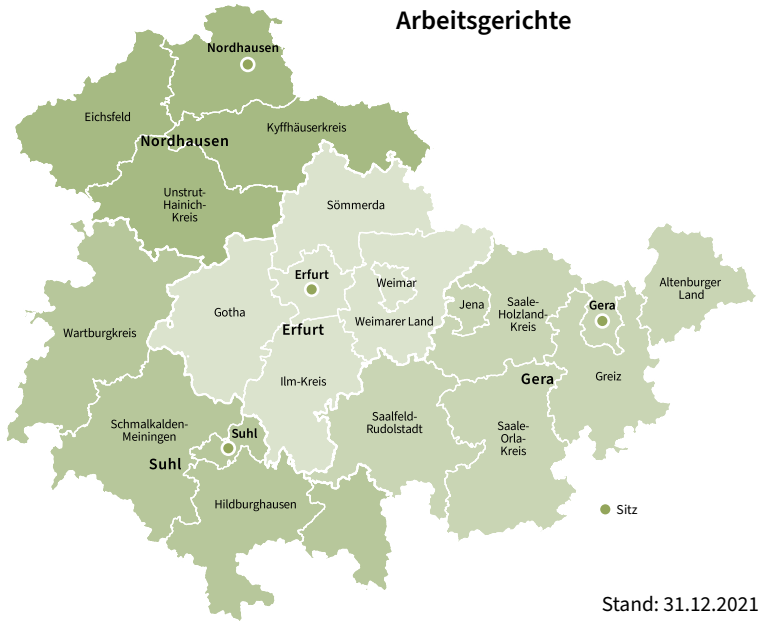 Arbeitsgerichte
Nordhausen
Eichsfeld
Kyffhäuserkreis
Nordhausen
Unstrut-
Hainich-
Kreis
Sömmerda
Erfurt
Weimar
Altenburger
Land
Gotha
Jena
Saale-
Holzland-
Kreis
Gera
Wartburgkreis
Erfurt
Weimarer Land
Ilm-Kreis
Gera
Greiz
Schmalkalden-
Meiningen
Suhl
Saalfeld-
Rudolstadt
Saale-
Orla-
Kreis
Suhl
Hildburghausen
Sitz
Stand: 31.12.2021